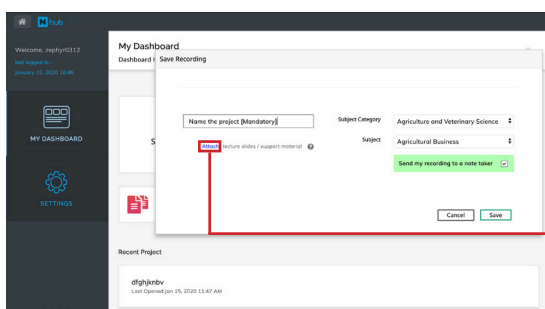 N hub
Welcome, zephyr0312
last logged in -
January 15, 2020 16:46
MY DASHBOARD
SETTINGS
My Dashboard
Dashboard
Save Recording
Name the project [Mandatory]
Attach lecture slides / support material ?
Subject Category
Agriculture and Veterinary Science
Subject
Agricultural Business
Send my recording to a note taker
Cancel
Save
S
Recent Project
dfghjknbv
Last Opened:Jan 15, 2020 11:47 AM